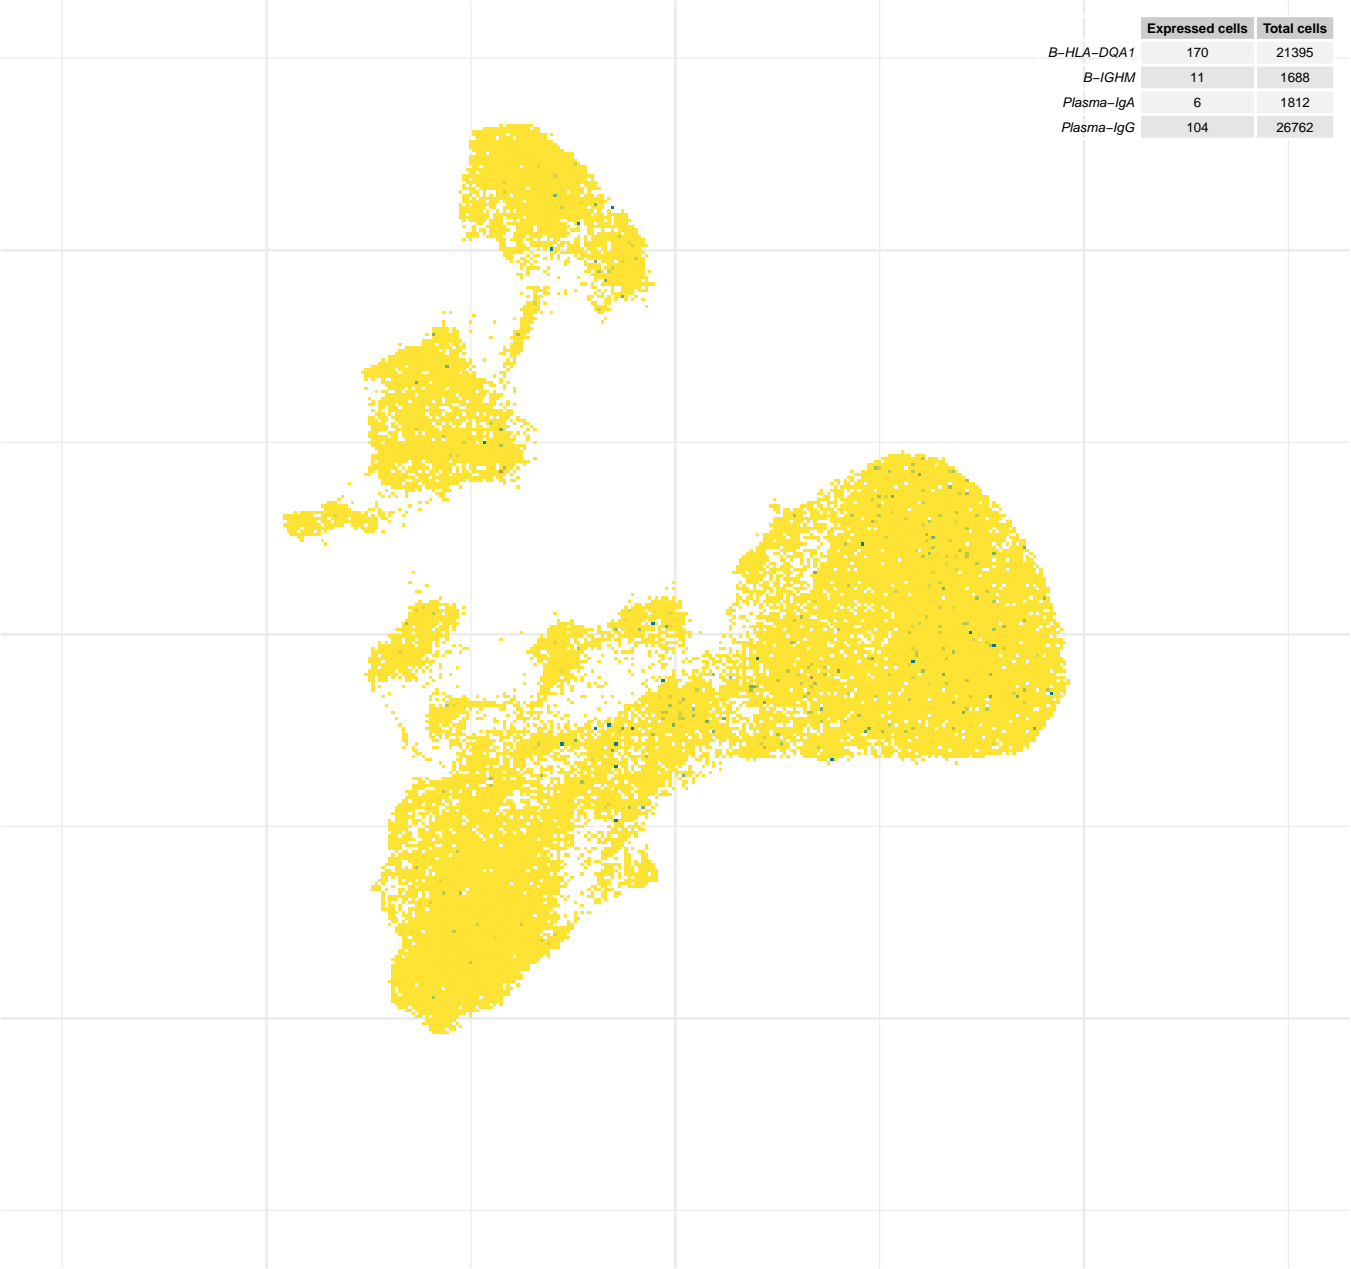 Expressed cells Total cells
B−HLA−DQA1 170 21395
B−IGHM 11 1688
Plasma−IgA 6 1812
Plasma−IgG 104 26762